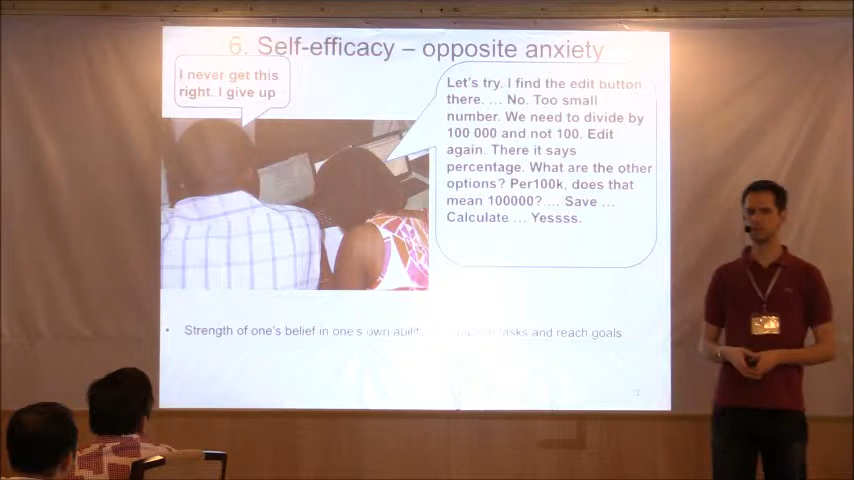 6. Self-efficacy – opposite anxiety
I never get this
right. I give up
Let's try. I find the edit button
there. ... No. Too small
number. We need to divide by
100 000 and not 100. Edit
again. There it says
percentage. What are the other
options? Per100k, does that
mean 100000?.... Save ...
Calculate ... Yessss.
• Strength of one's belief in one's own tasks and reach goals